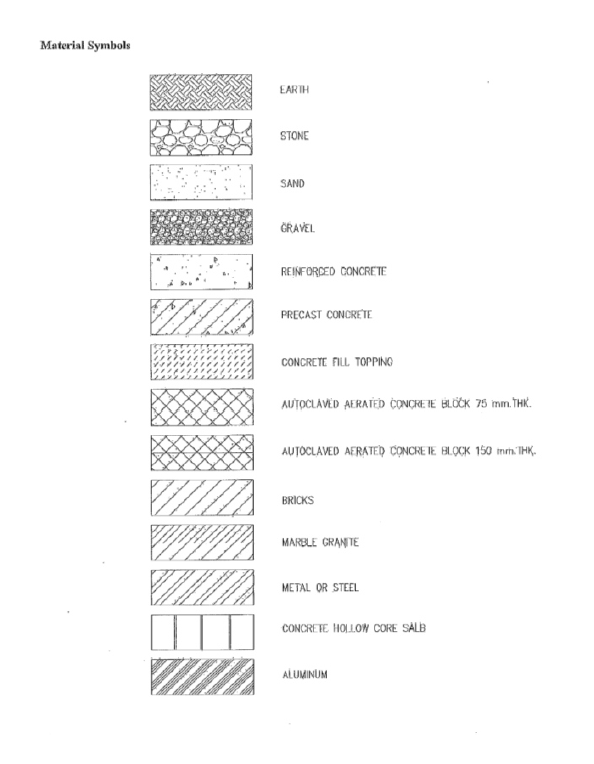 Material Symbols
EARTH
STONE
SAND
GRAVEL
REINFORCED CONCRETE
PRECAST CONCRETE
CONCRETE FILL TOPPING
AUTOCLAVED AERATED CONCRETE BLOCK 75 mm.THK.
AUTOCLAVED AERATED CONCRETE BLOCK 150 mm.THK.
BRICKS
MARBLE GRANITE
METAL OR STEEL
CONCRETE HOLLOW CORE SALB
ALUMINUM